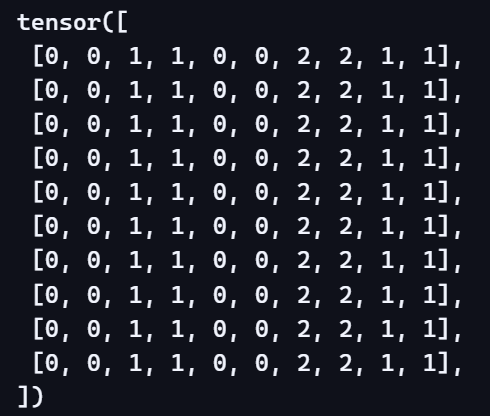 tensor([
[0, 0, 1, 1, 0, 0, 2, 2, 1, 1],
[0, 0, 1, 1, 0, 0, 2, 2, 1, 1],
[0, 0, 1, 1, 0, 0, 2, 2, 1, 1],
[0, 0, 1, 1, 0, 0, 2, 2, 1, 1],
[0, 0, 1, 1, 0, 0, 2, 2, 1, 1],
[0, 0, 1, 1, 0, 0, 2, 2, 1, 1],
[0, 0, 1, 1, 0, 0, 2, 2, 1, 1],
[0, 0, 1, 1, 0, 0, 2, 2, 1, 1],
[0, 0, 1, 1, 0, 0, 2, 2, 1, 1],
[0, 0, 1, 1, 0, 0, 2, 2, 1, 1],
])